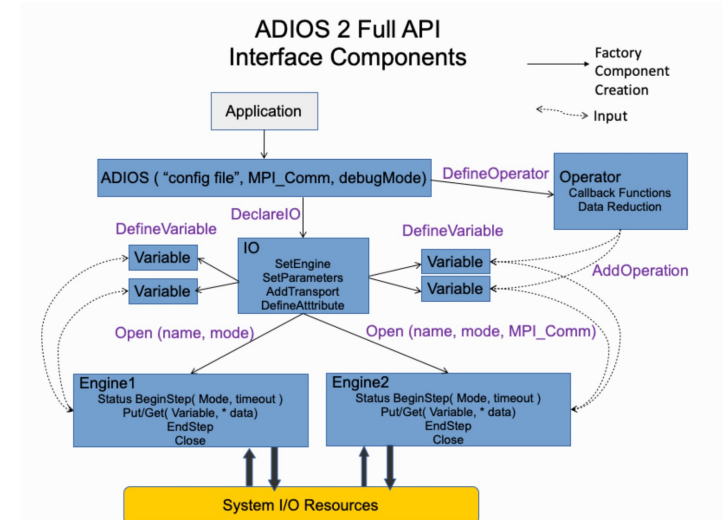 ADIOS 2 Full API
Interface Components
Factory
Component
Creation
Input
Application
ADIOS ( “config file”, MPI_Comm, debugMode)
DefineOperator
Operator
Callback Functions
Data Reduction
DeclareIO
DefineVariable
DefineVariable
IO
SetEngine
SetParameters
AddTransport
DefineAtttribute
Variable
Variable
Variable
Variable
AddOperation
Open (name, mode)
Open (name, mode, MPI_Comm)
Engine1
Status BeginStep( Mode, timeout )
Put/Get( Variable, * data)
EndStep
Close
Engine2
Status BeginStep( Mode, timeout )
Put/Get( Variable, * data)
EndStep
Close
System I/O Resources